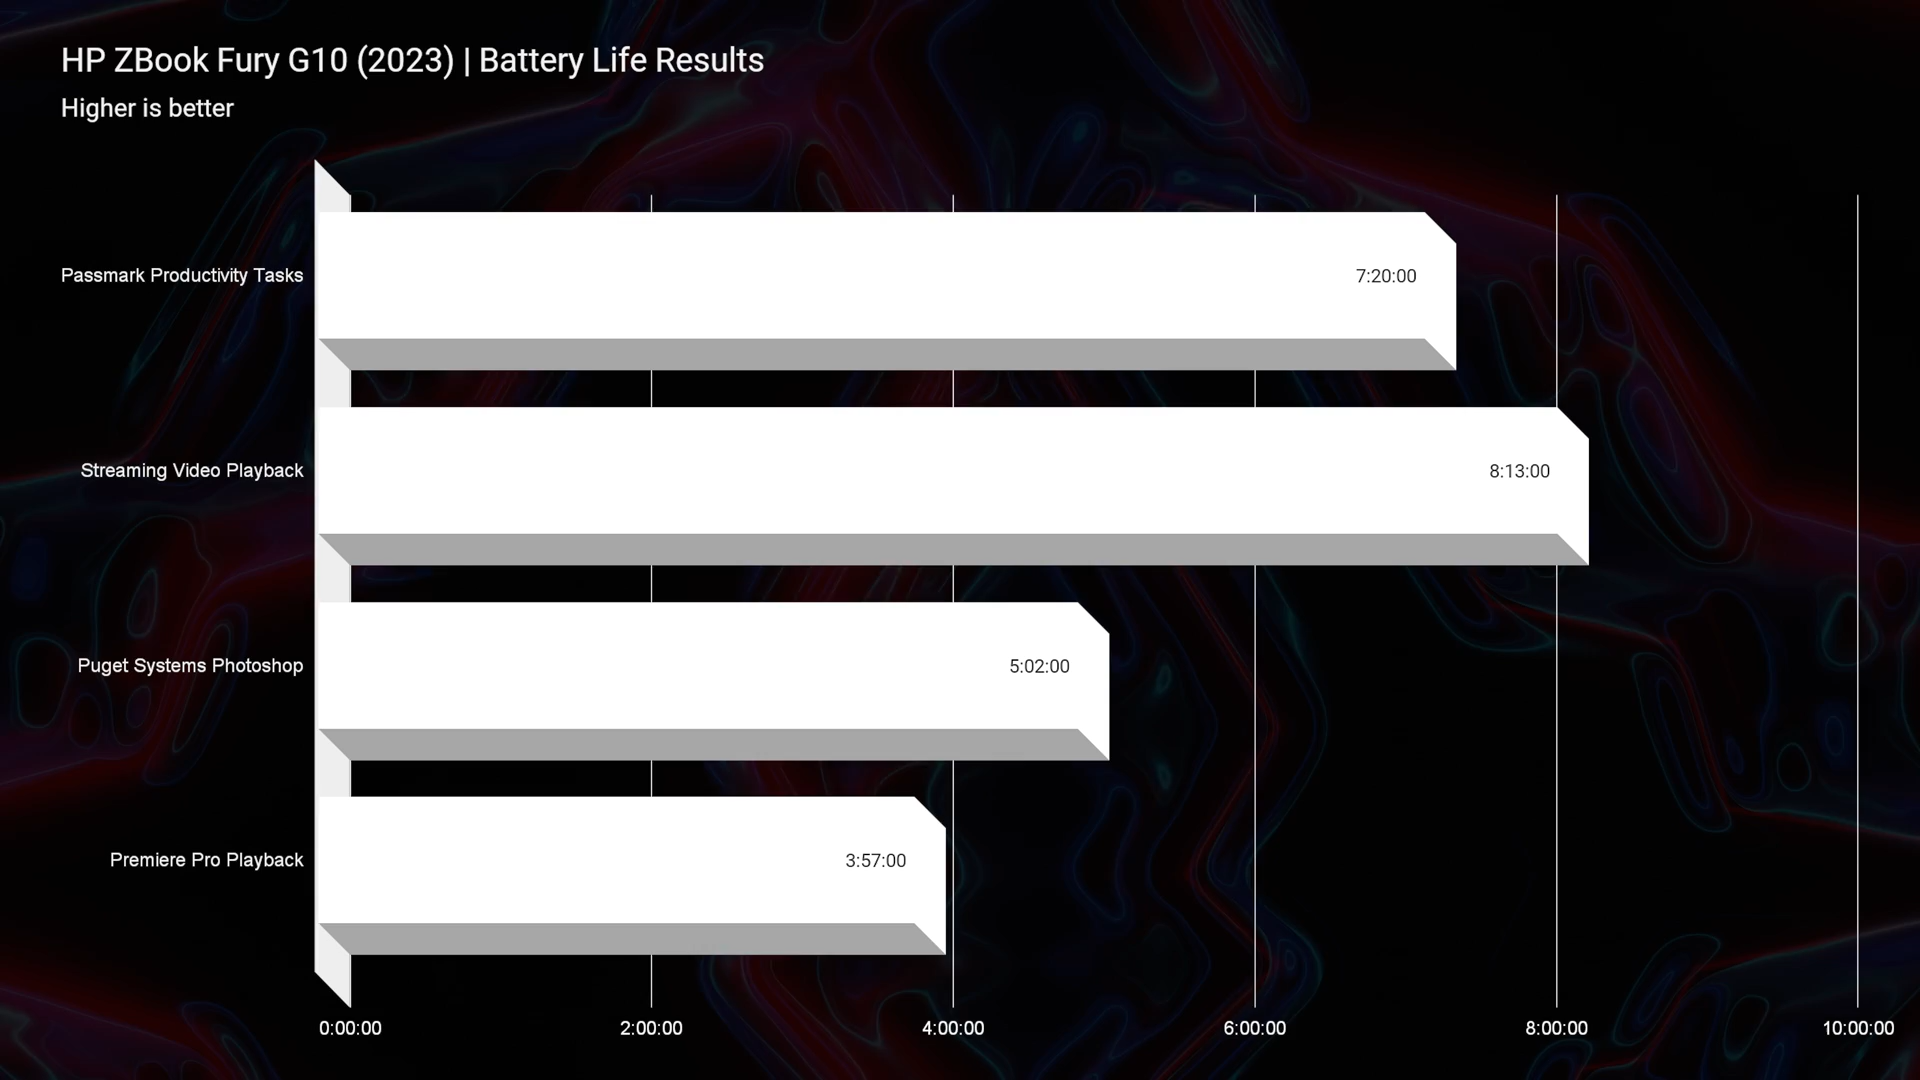 HP ZBook Fury G10 (2023) | Battery Life Results
Higher is better
Passmark Productivity Tasks
7:20:00
Streaming Video Playback
8:13:00
Puget Systems Photoshop
5:02:00
Premiere Pro Playback
3:57:00
0:00:00 2:00:00 4:00:00 6:00:00 8:00:00 10:00:00